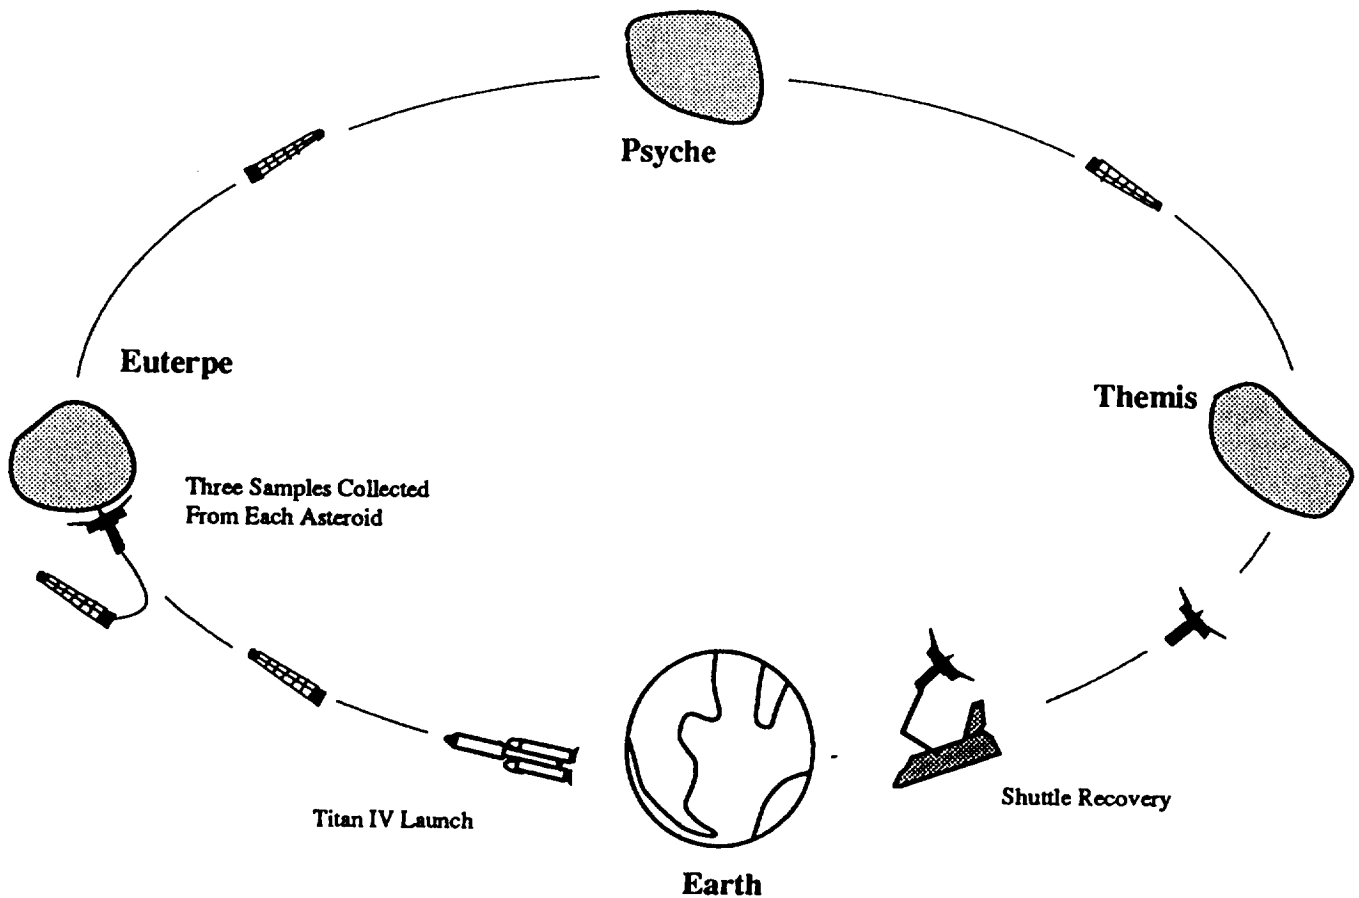 Psyche
Euterpe
Themis
Three Samples Collected
From Each Asteroid
Titan IV Launch
Shuttle Recovery
Earth